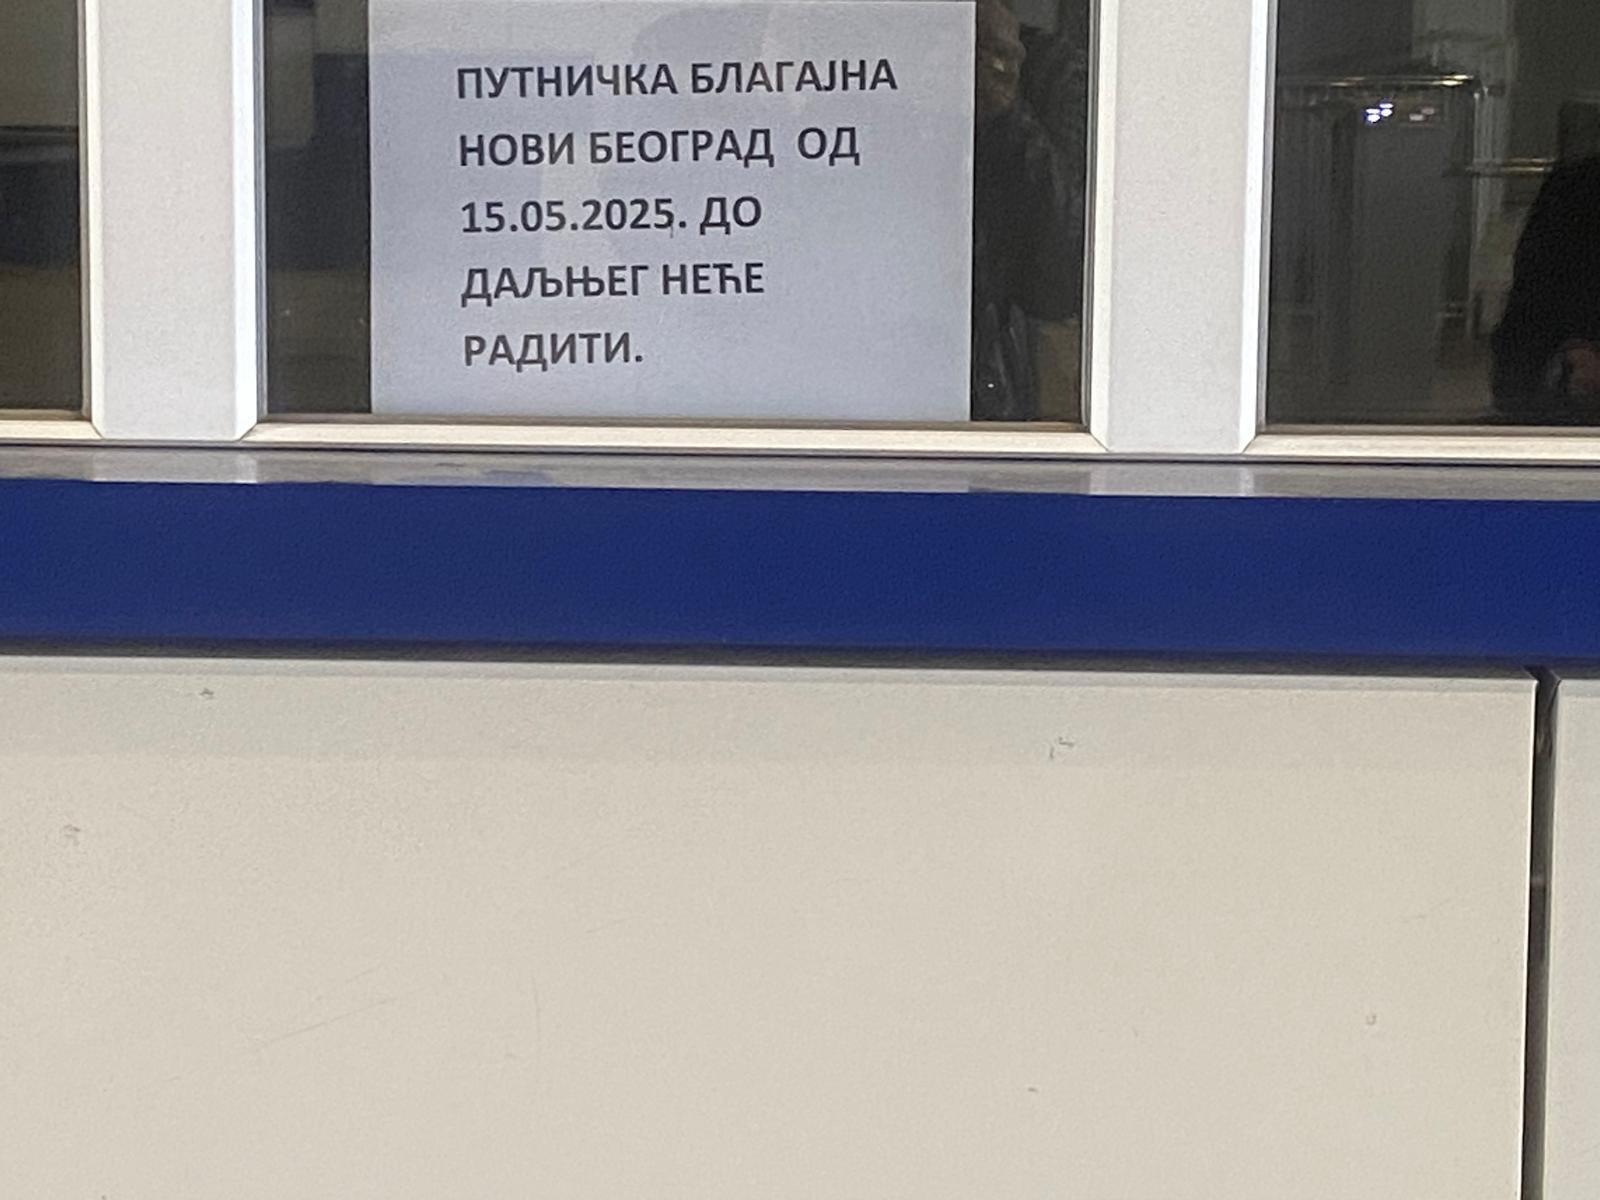 ПУТНИЧКА БЛАГАЈНА
НОВИ БЕОГРАД ОД
15.05.2025. ДО
ДАЉЊЕГ НЕЋЕ
РАДИТИ.